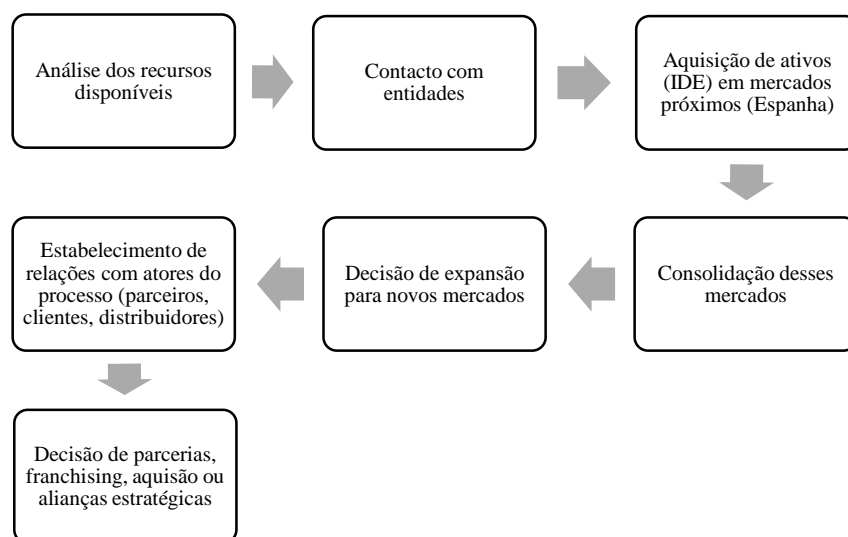 Análise dos recursos
disponíveis
Contacto com
entidades
Aquisição de ativos
(IDE) em mercados
próximos (Espanha)
Consolidação desses
mercados
Decisão de expansão
para novos mercados
Estabelecimento de
relações com atores do
processo (parceiros,
clientes, distribuidores)
Decisão de parcerias,
franchising, aquisão ou
alianças estratégicas